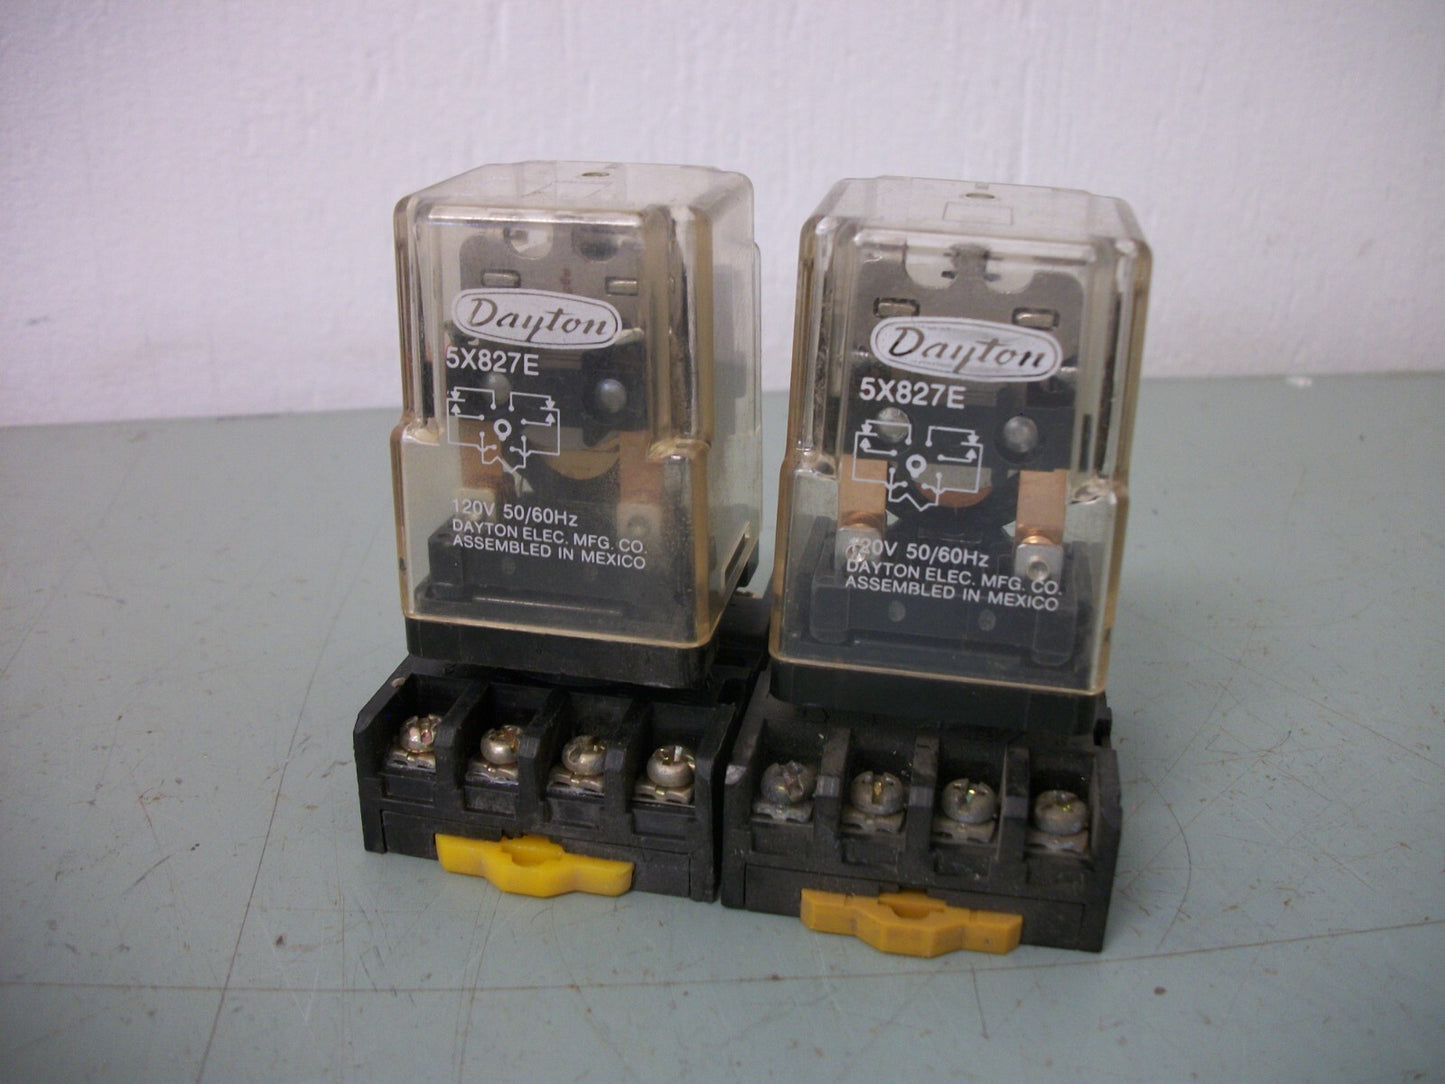 Dayton
5X827E
120V 50/60Hz
DAYTON ELEC. MFG. CO.
ASSEMBLED IN MEXICO
Dayton
5X827E
120V 50/60Hz
DAYTON ELEC. MFG. CO.
ASSEMBLED IN MEXICO